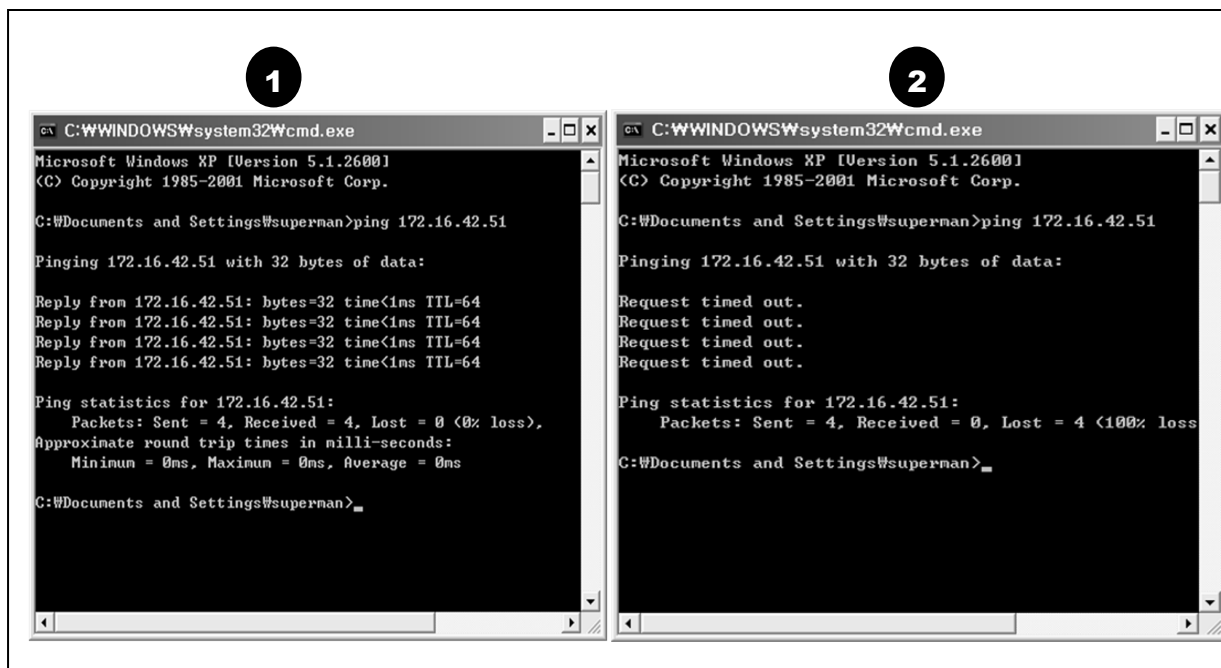 1
C:₩WINDOWS₩system32₩cmd.exe
Microsoft Windows XP [Version 5.1.2600]
(C) Copyright 1985-2001 Microsoft Corp.
C:₩Documents and Settings₩superman>ping 172.16.42.51
Pinging 172.16.42.51 with 32 bytes of data:
Reply from 172.16.42.51: bytes=32 time<1ms TTL=64
Reply from 172.16.42.51: bytes=32 time<1ms TTL=64
Reply from 172.16.42.51: bytes=32 time<1ms TTL=64
Reply from 172.16.42.51: bytes=32 time<1ms TTL=64
Ping statistics for 172.16.42.51:
Packets: Sent = 4, Received = 4, Lost = 0 (0% loss),
Approximate round trip times in milli-seconds:
Minimum = 0ms, Maximum = 0ms, Average = 0ms
C:₩Documents and Settings₩superman>_
2
C:₩WINDOWS₩system32₩cmd.exe
Microsoft Windows XP [Version 5.1.2600]
(C) Copyright 1985-2001 Microsoft Corp.
C:₩Documents and Settings₩superman>ping 172.16.42.51
Pinging 172.16.42.51 with 32 bytes of data:
Request timed out.
Request timed out.
Request timed out.
Request timed out.
Ping statistics for 172.16.42.51:
Packets: Sent = 4, Received = 0, Lost = 4 (100% loss
C:₩Documents and Settings₩superman>_